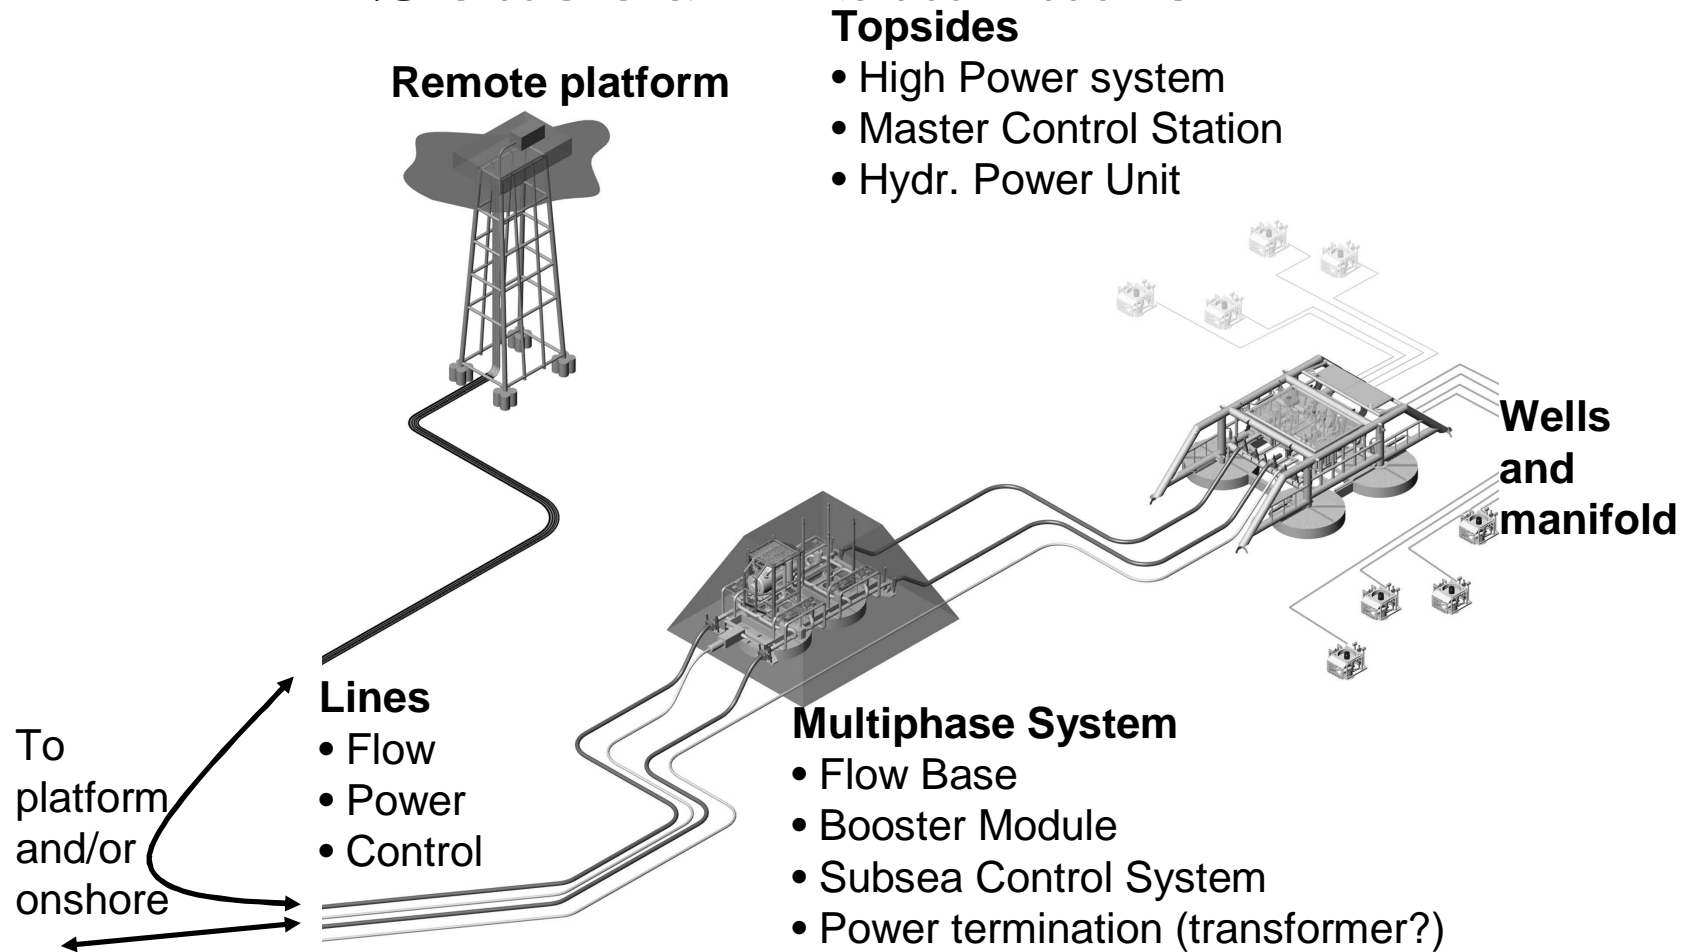 Remote platform
Topsides
• High Power system
• Master Control Station
• Hydr. Power Unit
Wells
and
manifold
Lines
• Flow
• Power
• Control
To
platform
and/or
onshore
Multiphase System
• Flow Base
• Booster Module
• Subsea Control System
• Power termination (transformer?)